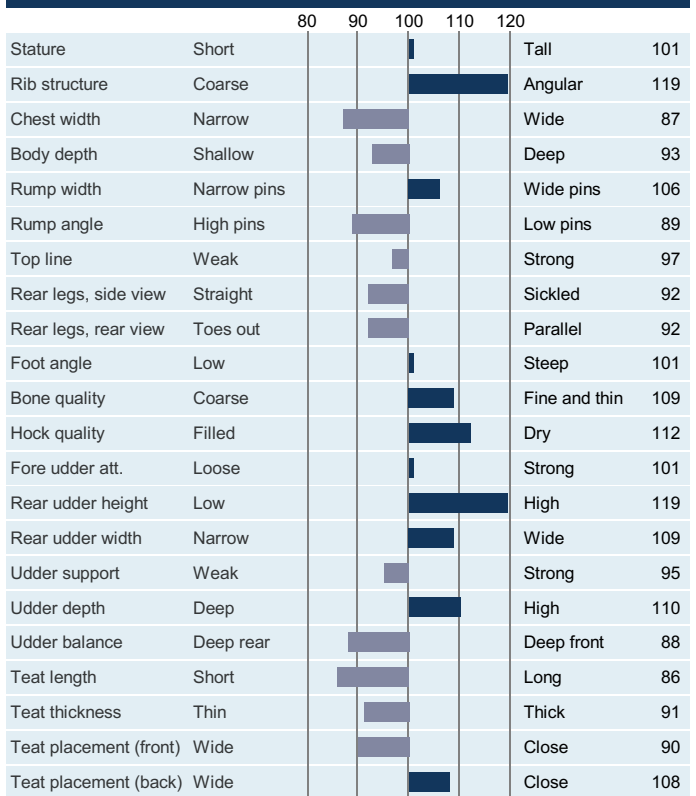 80 90 100 110 120
Stature Short Tall 101
Rib structure Coarse Angular 119
Chest width Narrow Wide 87
Body depth Shallow Deep 93
Rump width Narrow pins Wide pins 106
Rump angle High pins Low pins 89
Top line Weak Strong 97
Rear legs, side view Straight Sickled 92
Rear legs, rear view Toes out Parallel 92
Foot angle Low Steep 101
Bone quality Coarse Fine and thin 109
Hock quality Filled Dry 112
Fore udder att. Loose Strong 101
Rear udder height Low High 119
Rear udder width Narrow Wide 109
Udder support Weak Strong 95
Udder depth Deep High 110
Udder balance Deep rear Deep front 88
Teat length Short Long 86
Teat thickness Thin Thick 91
Teat placement (front) Wide Close 90
Teat placement (back) Wide Close 108